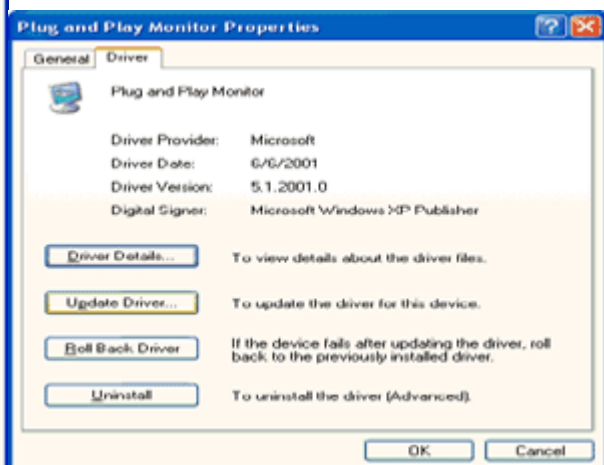 Plug and Play Monitor Properties
General Driver
Plug and Play Monitor
Driver Provider: Microsoft
Driver Date: 6/6/2001
Driver Version: 5.1.2001.0
Digital Signer: Microsoft Windows XP Publisher
Driver Details... To view details about the driver files.
Update Driver... To update the driver for this device.
Roll Back Driver If the device fails after updating the driver, roll
back to the previously installed driver.
Uninstall To uninstall the driver (Advanced).
OK Cancel